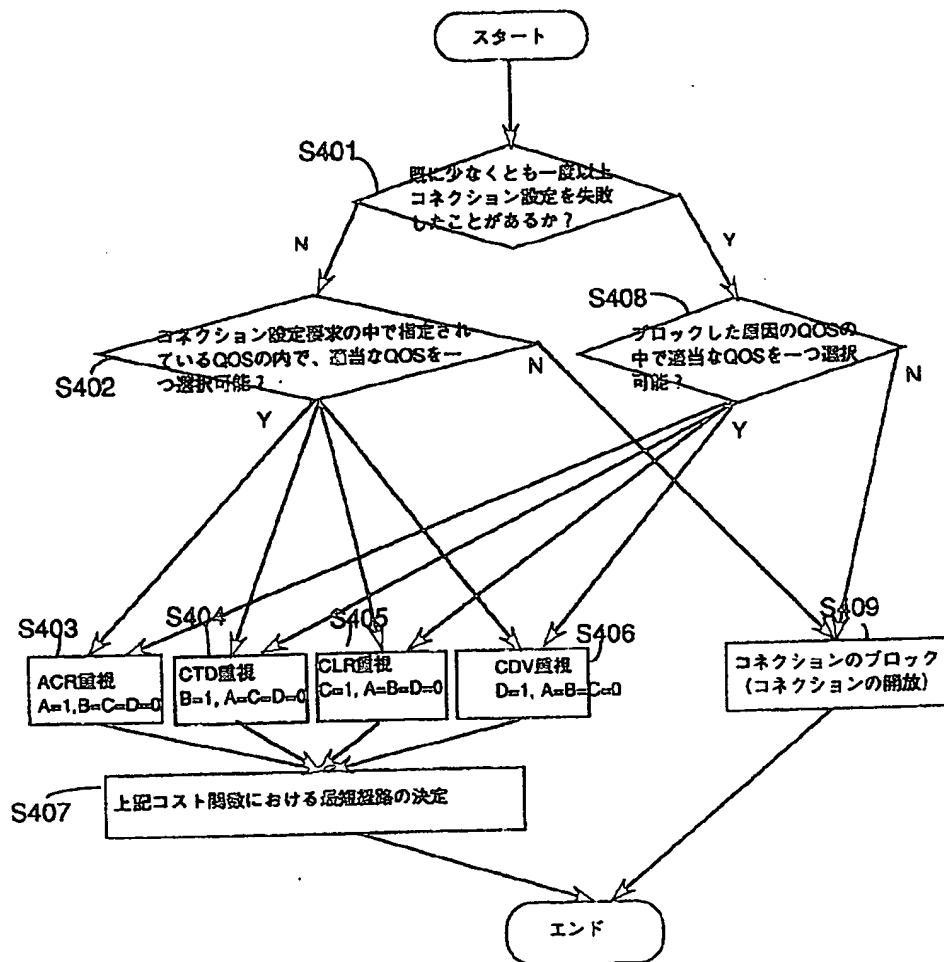 スタート
S401
既に少なくとも一度以上
コネクション設定を失敗
したことがあるか？
N
Y
S402
コネクション設定要求の中で指定され
ているQOSの内で、適当なQOSを一
つ選択可能？
N
Y
S408
ブロックした原因のQOSの
中で適当なQOSを一つ選択
可能？
N
Y
S403
ACR監視
A=1,B=C=D=0
S404
CTD監視
B=1, A=C=D=0
S405
CLR監視
C=1, A=B=D=0
S406
CDV監視
D=1, A=B=C=0
S409
コネクションのブロック
(コネクションの開放)
S407
上記コスト関数における最短経路の決定
エンド